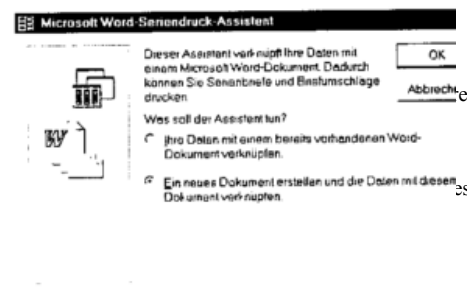 Microsoft Word-Seriendruck-Assistent
Dieser Assistent verknüpft Ihre Daten mit
einem Microsoft Word-Dokument. Dadurch
können Sie Serienbriefe und Briefumschläge
drucken.
OK
Abbreche
Was soll der Assistent tun?
Ihre Daten mit einem bereits vorhandenen Word-
Dokument verknüpfen.
Ein neues Dokument erstellen und die Daten mit diesem
Dokument verknüpfen.
es